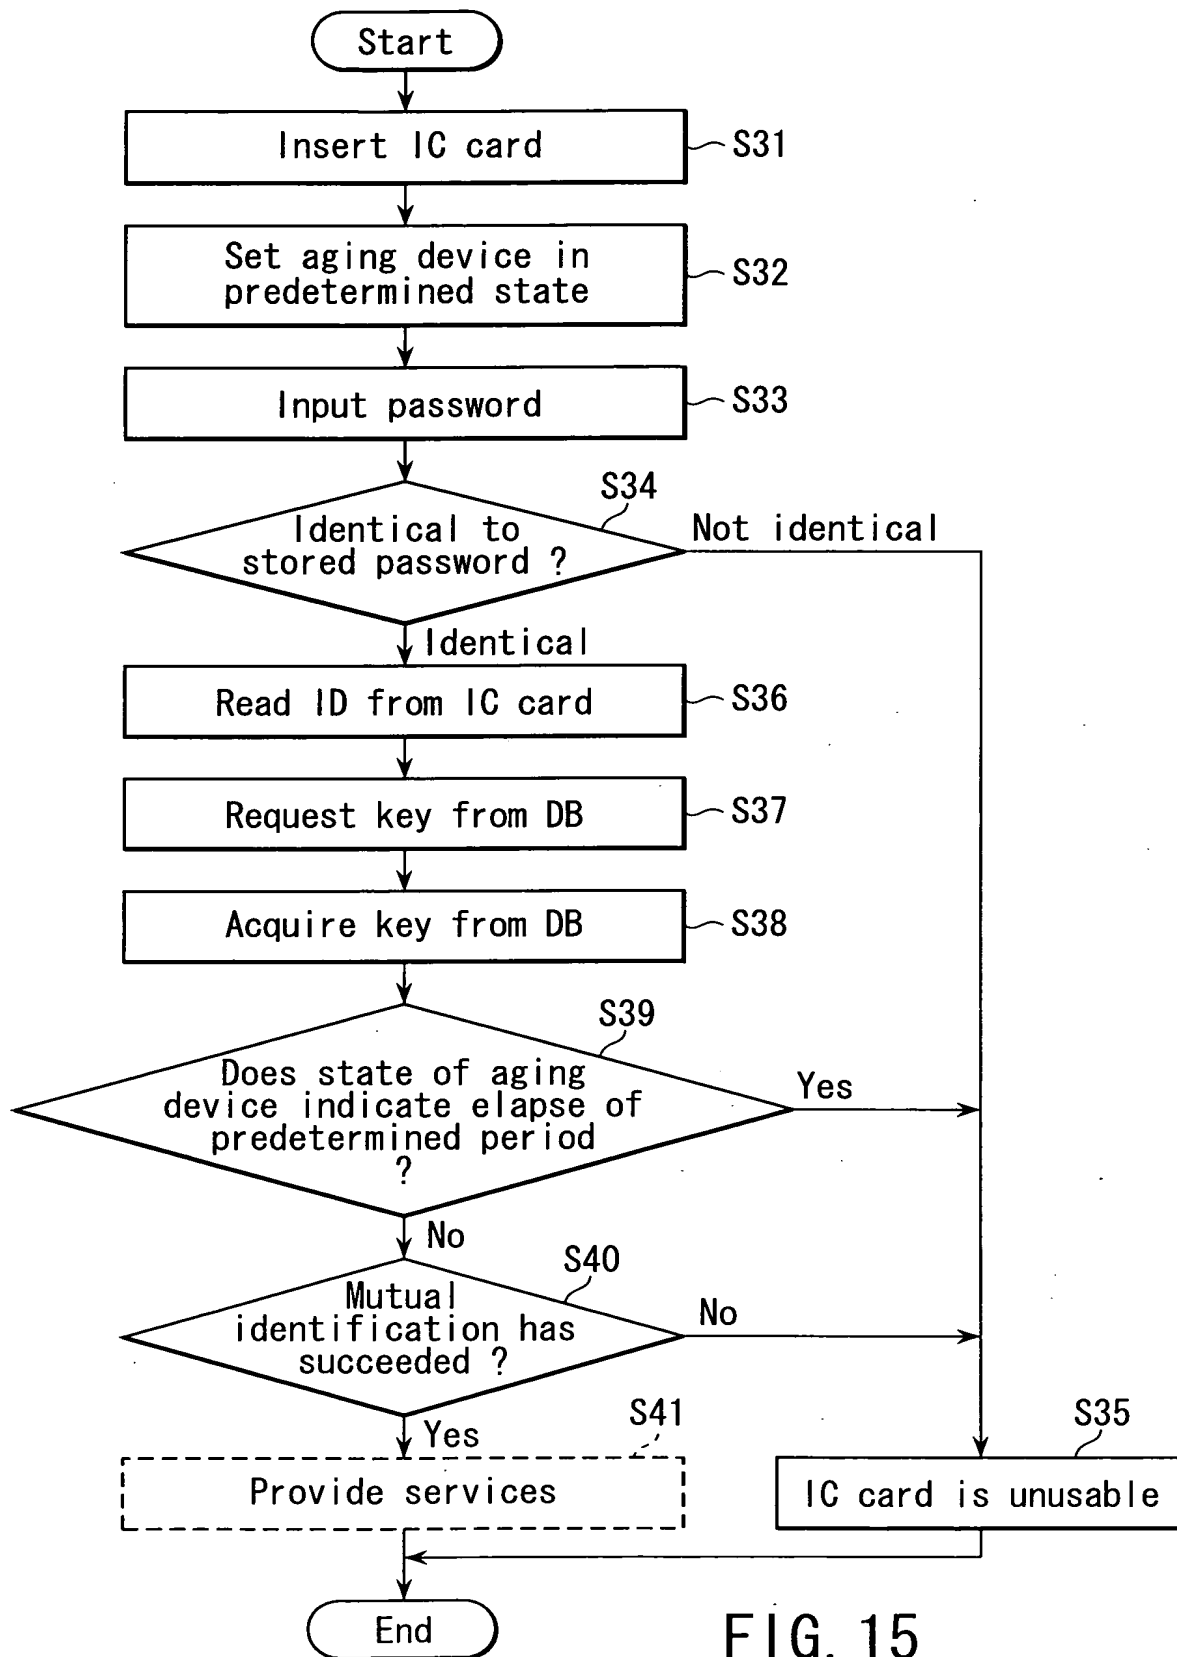 Start
Insert IC card
S31
Set aging device in
predetermined state
S32
Input password
S33
S34
Identical to
stored password ?
Not identical
Identical
Read ID from IC card
S36
Request key from DB
S37
Acquire key from DB
S38
S39
Does state of aging
device indicate elapse of
predetermined period
?
Yes
No
S40
Mutual
identification has
succeeded ?
No
Yes
S41
Provide services
S35
IC card is unusable
End
FIG. 15